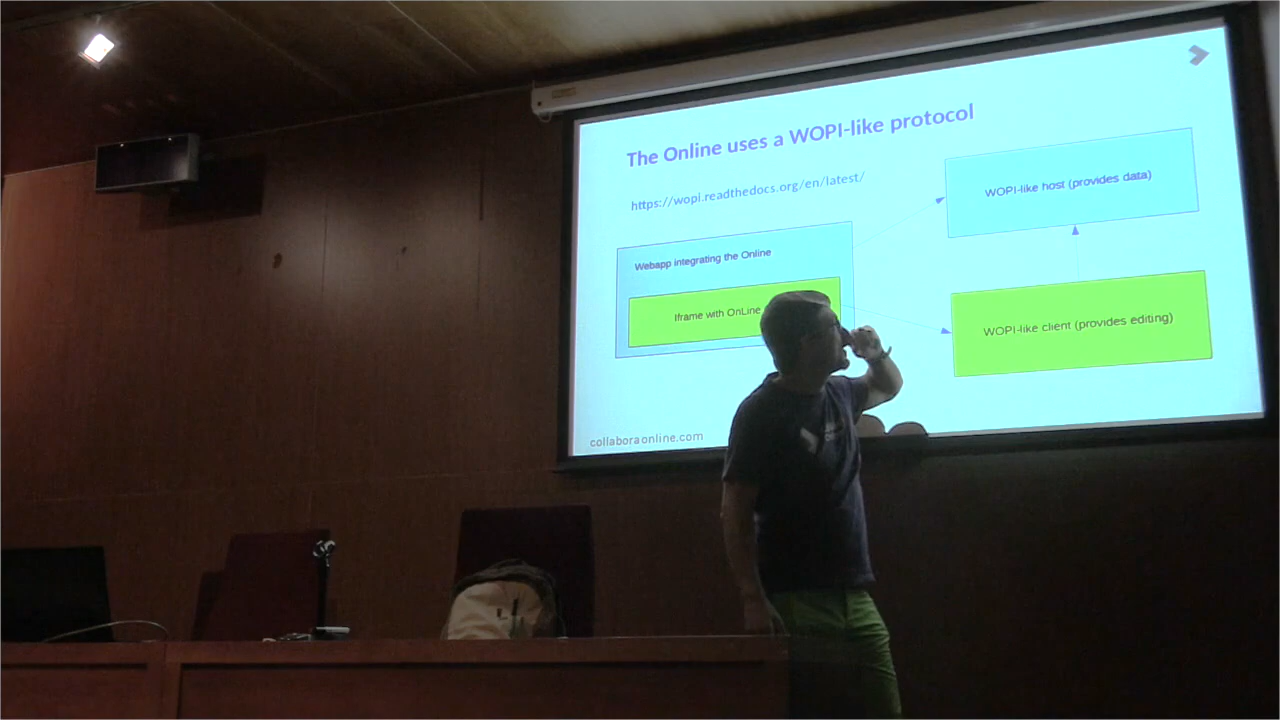 The Online uses a WOPI-like protocol
https://wopi.readthedocs.org/en/latest/
WOPI-like host (provides data)
Webapp integrating the Online
Iframe with OnLine
WOPI-like client (provides editing)
collaboraonline.com